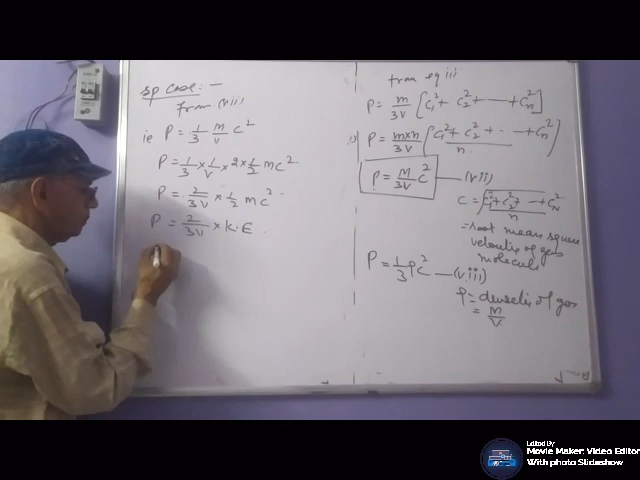 sp case: -
from (viii)
ie P = 1/3 m/v c²
P = 1/3 × 1/v × 2 × 1/2 mc²
P = 2/3v × 1/2 mc²
P = 2/3v × K.E
from eq iii
P = m/3V [c₁² + c₂² + --- + cₙ²]
P = m×n/3V (c₁² + c₂² + - - + cₙ²)/n
P = m/3V c² — (vii)
c = √(c₁² + c₂² + - + cₙ²)/n
= root mean square
velocity of gas
molecule
P = 1/3 ρc² — (viii)
ρ = density of gas
= m/V
Edited By
Movie Maker: Video Editor
With photo Slideshow